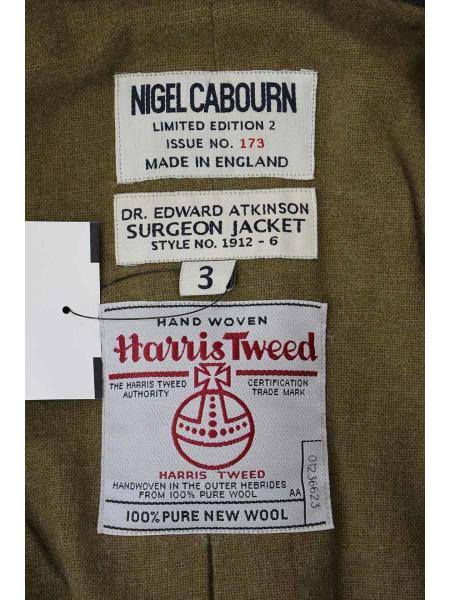 NIGEL CABOURN
LIMITED EDITION 2
ISSUE NO. 173
MADE IN ENGLAND
DR. EDWARD ATKINSON
SURGEON JACKET
STYLE NO. 1912 - 6
3
HAND WOVEN
Harris Tweed
THE HARRIS TWEED AUTHORITY
CERTIFICATION TRADE MARK
HARRIS TWEED
HANDWOVEN IN THE OUTER HEBRIDES
FROM 100% PURE WOOL
AA
0123662 3
100% PURE NEW WOOL